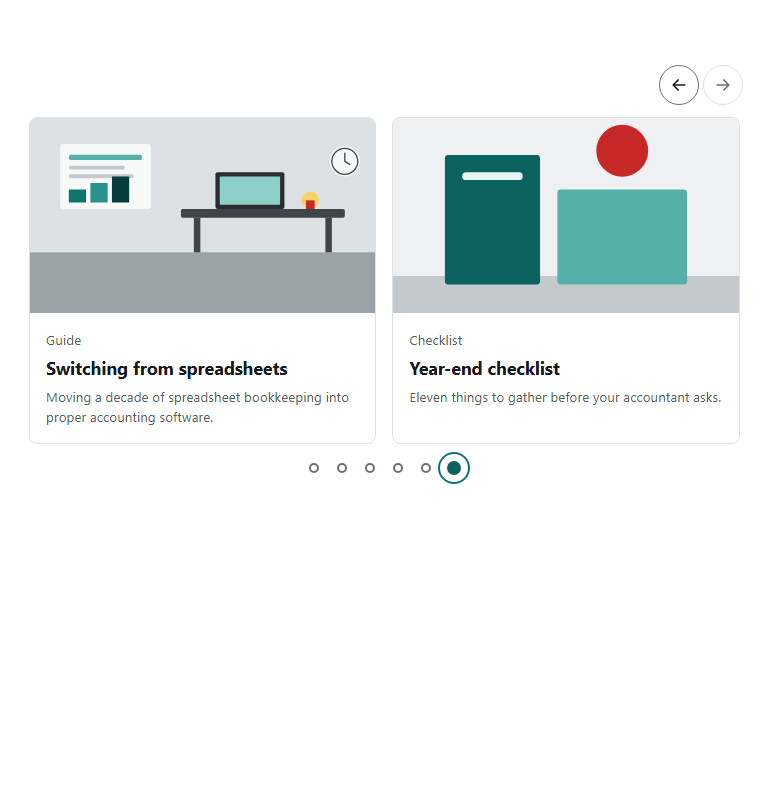 Guide
Switching from spreadsheets
Moving a decade of spreadsheet bookkeeping into
proper accounting software.
Checklist
Year-end checklist
Eleven things to gather before your accountant asks.